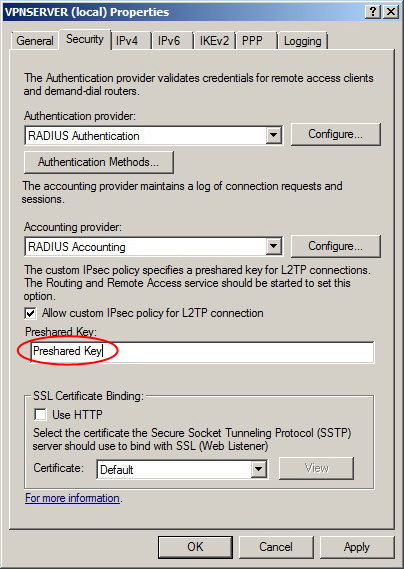 VPNSERVER (local) Properties
General Security IPv4 IPv6 IKEv2 PPP Logging
The Authentication provider validates credentials for remote access clients
and demand-dial routers.
Authentication provider:
RADIUS Authentication Configure...
Authentication Methods...
The accounting provider maintains a log of connection requests and
sessions.
Accounting provider:
RADIUS Accounting Configure...
The custom IPsec policy specifies a preshared key for L2TP connections.
The Routing and Remote Access service should be started to set this
option.
Allow custom IPsec policy for L2TP connection
Preshared Key:
Preshared Key
SSL Certificate Binding:
Use HTTP
Select the certificate the Secure Socket Tunneling Protocol (SSTP)
server should use to bind with SSL (Web Listener)
Certificate: Default View
For more information.
OK Cancel Apply